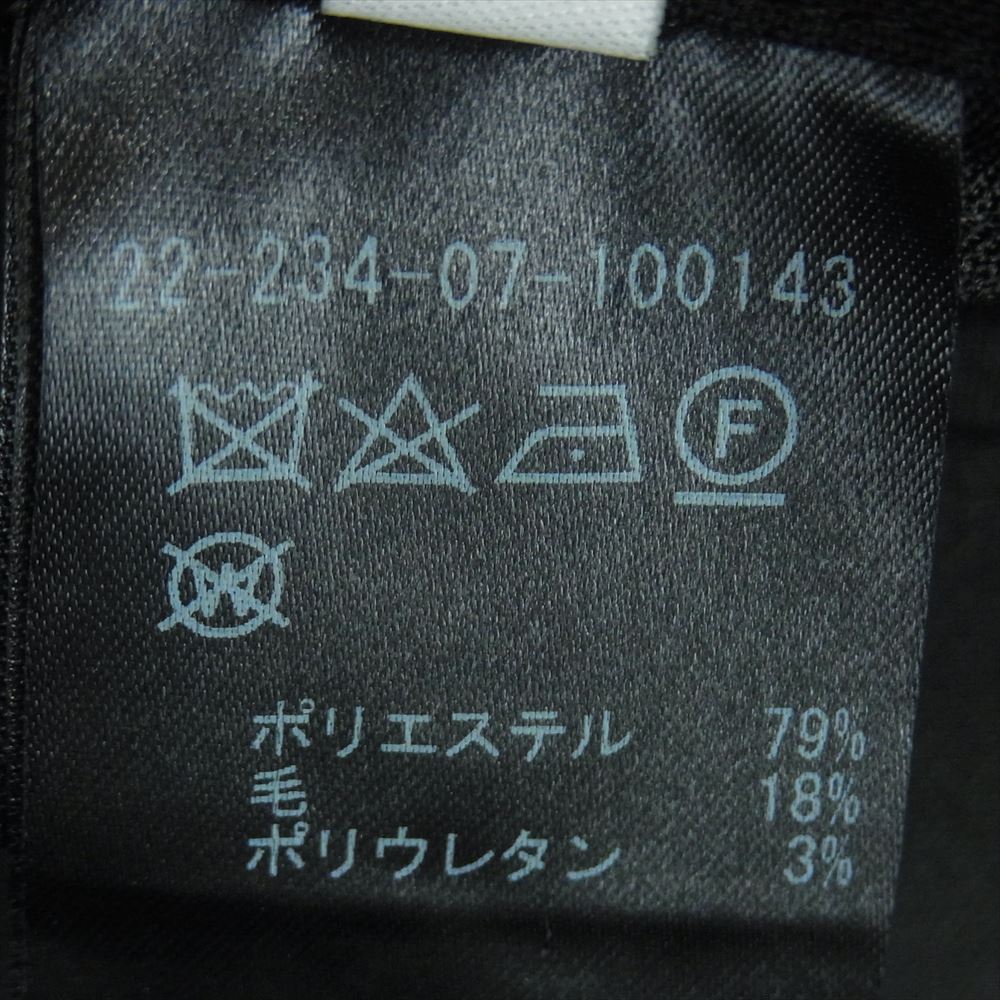 22-234-07-100143
F
W
ポリエステル 79%
毛 18%
ポリウレタン 3%